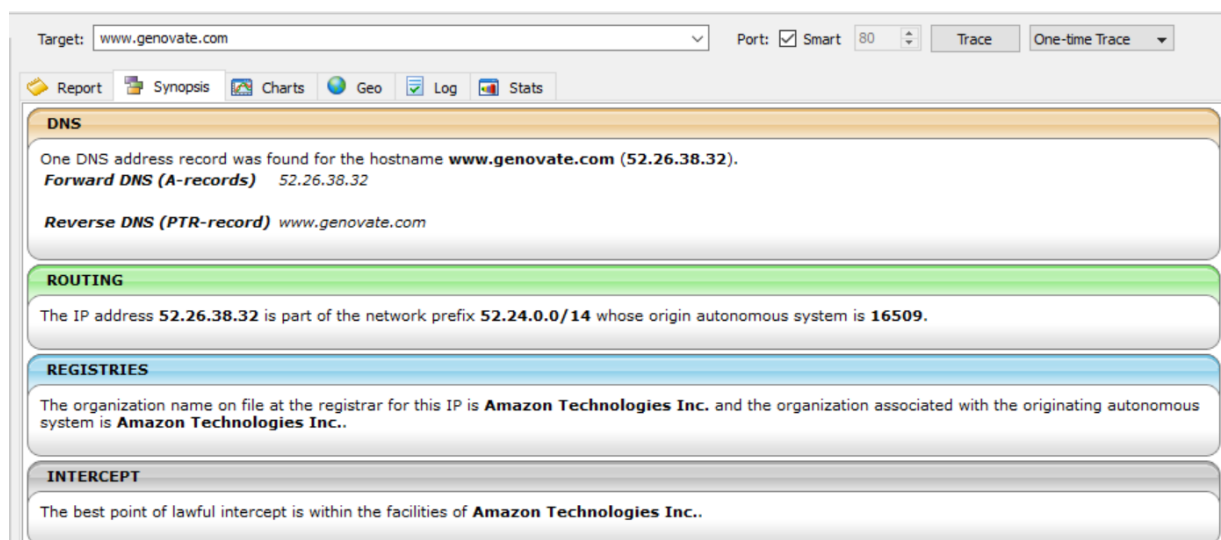 Target: www.genovate.com Port: Smart 80 Trace One-time Trace
Report Synopsis Charts Geo Log Stats
DNS
One DNS address record was found for the hostname www.genovate.com (52.26.38.32).
Forward DNS (A-records) 52.26.38.32
Reverse DNS (PTR-record) www.genovate.com
ROUTING
The IP address 52.26.38.32 is part of the network prefix 52.24.0.0/14 whose origin autonomous system is 16509.
REGISTRIES
The organization name on file at the registrar for this IP is Amazon Technologies Inc. and the organization associated with the originating autonomous
system is Amazon Technologies Inc..
INTERCEPT
The best point of lawful intercept is within the facilities of Amazon Technologies Inc..